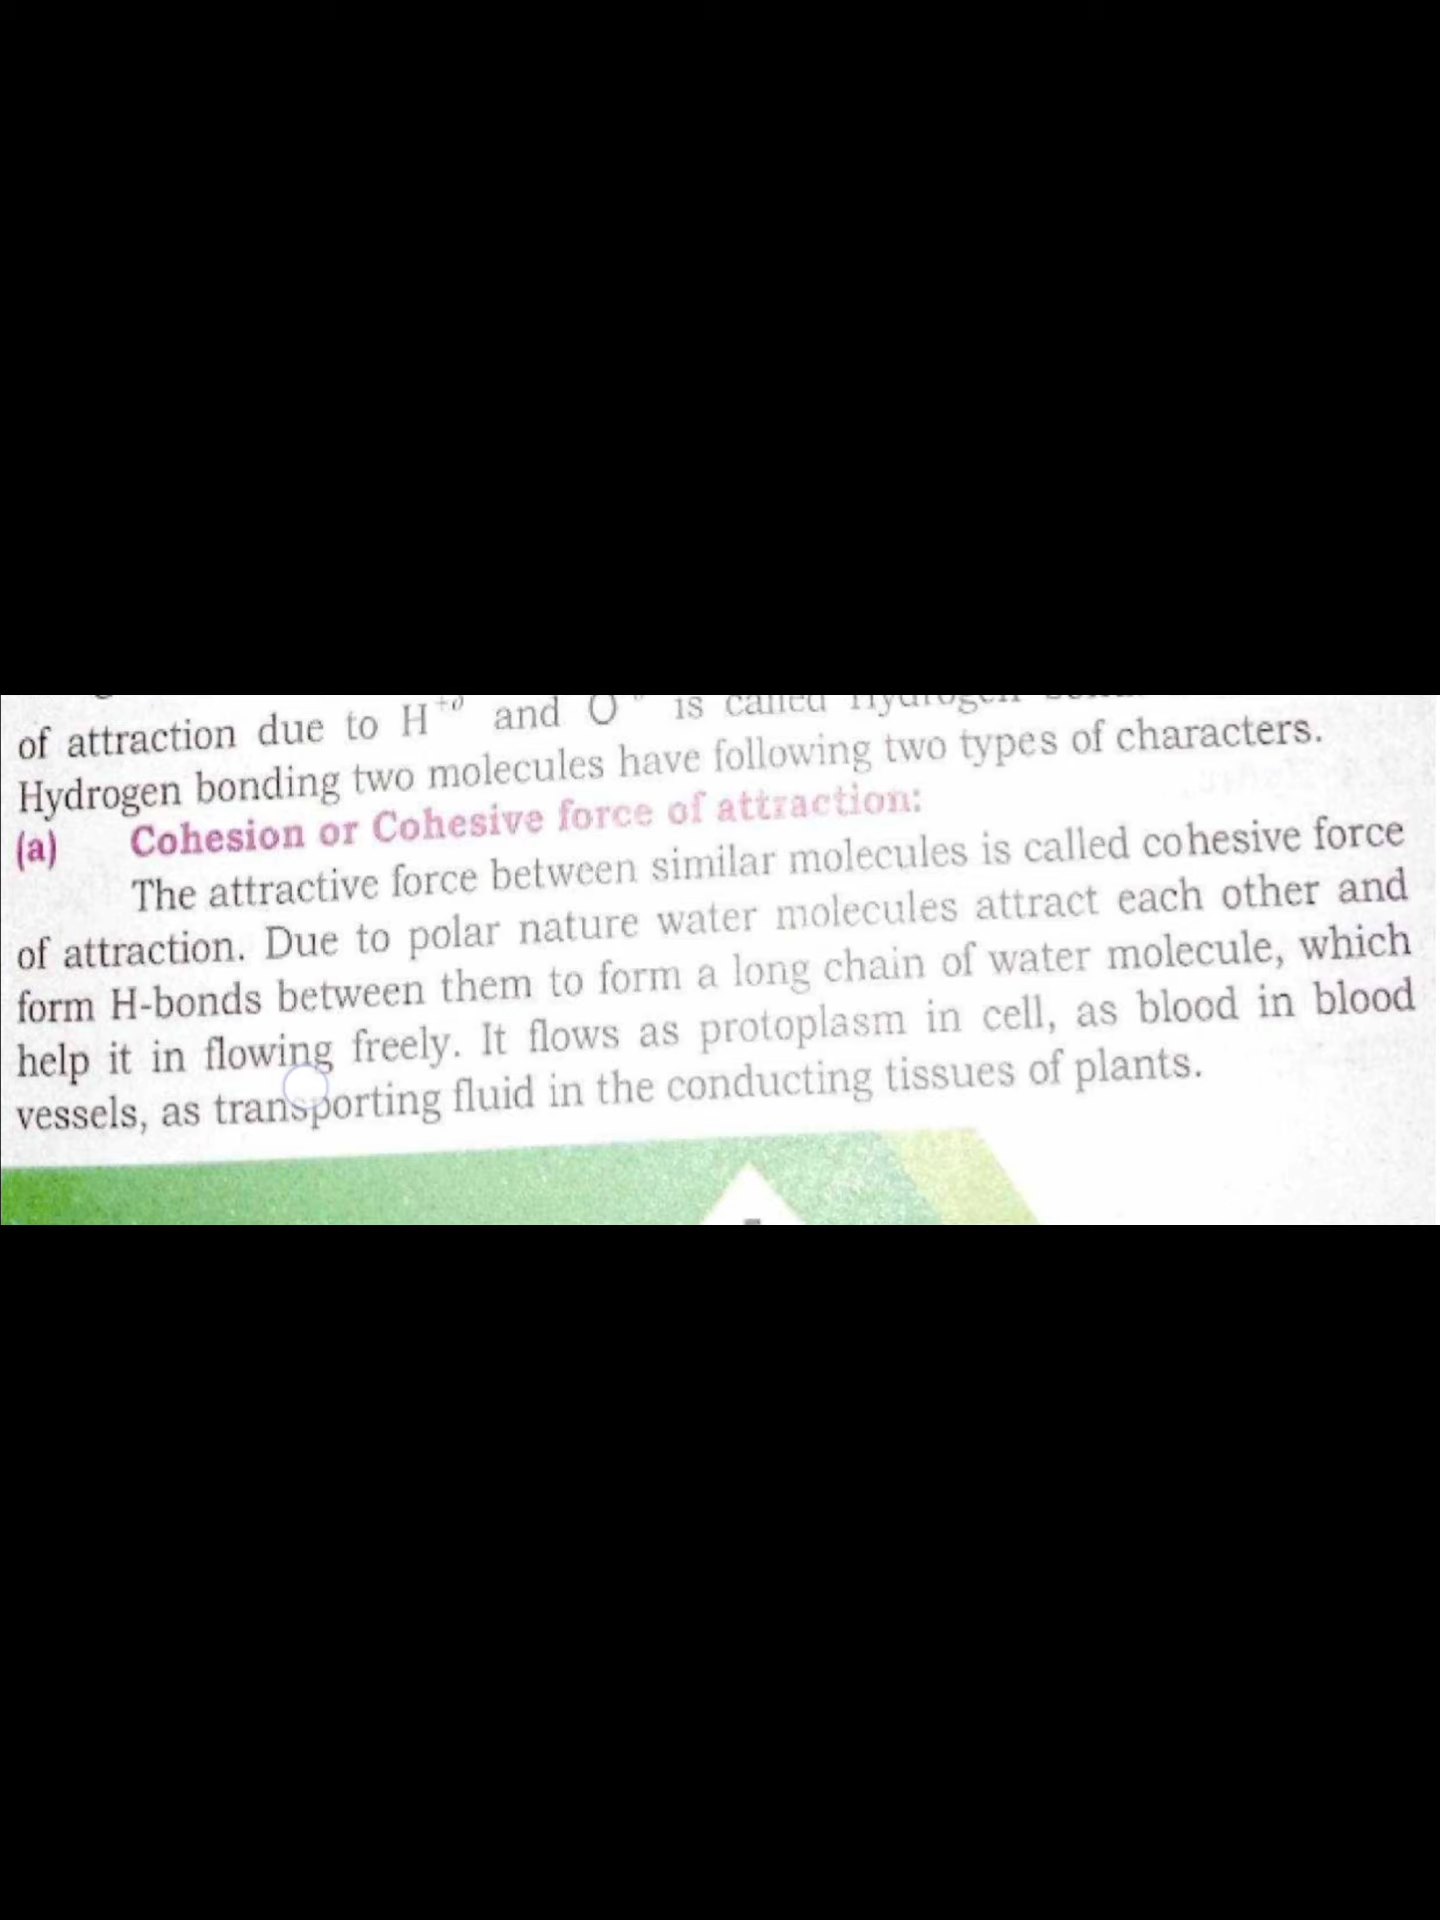 of attraction due to H⁺ᵟ and O is called Hydrogen
Hydrogen bonding two molecules have following two types of characters.
(a) Cohesion or Cohesive force of attraction:
The attractive force between similar molecules is called cohesive force
of attraction. Due to polar nature water molecules attract each other and
form H-bonds between them to form a long chain of water molecule, which
help it in flowing freely. It flows as protoplasm in cell, as blood in blood
vessels, as transporting fluid in the conducting tissues of plants.